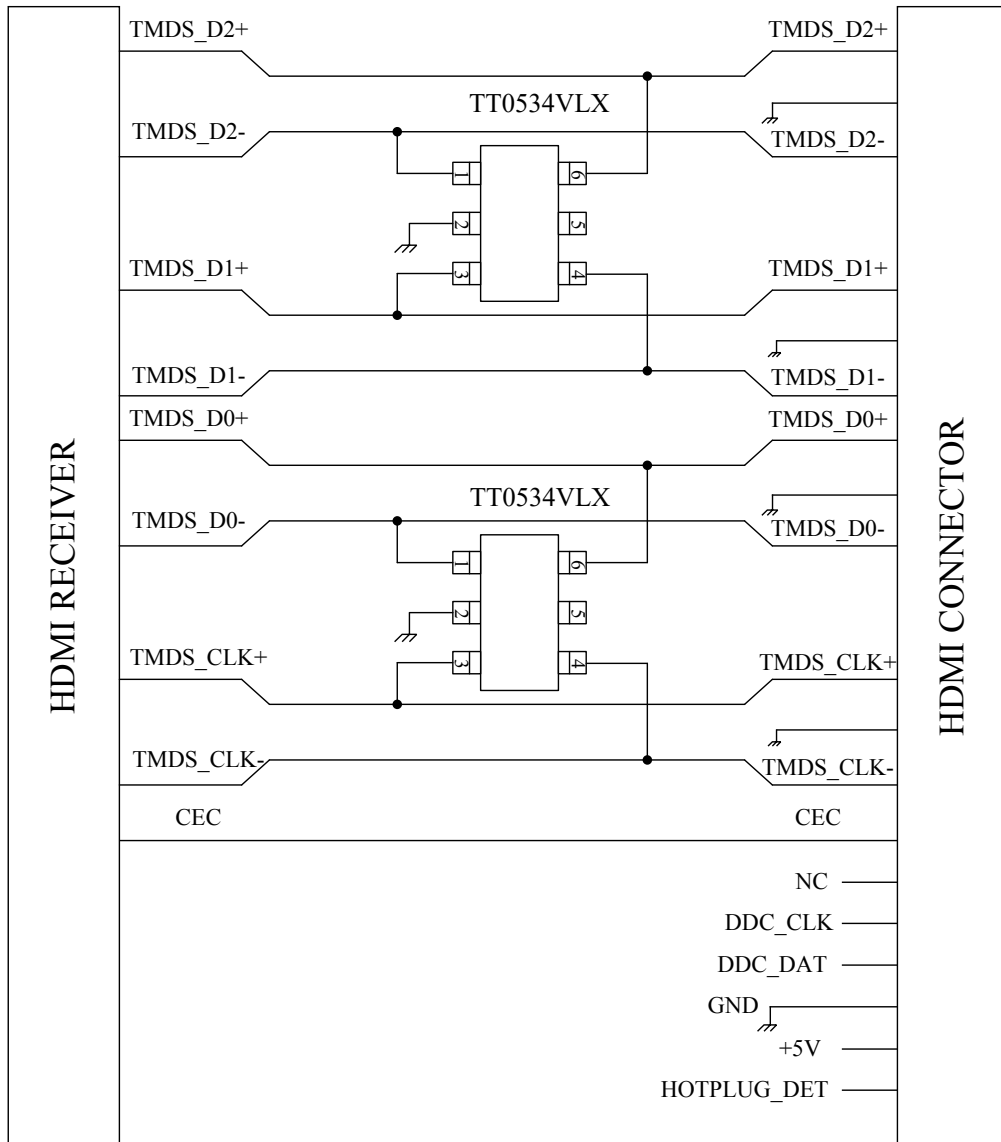 TMDS_D2+ TMDS_D2+
TT0534VLX
TMDS_D2- TMDS_D2-
1 6
2 5
3 4
TMDS_D1+ TMDS_D1+
TMDS_D1- TMDS_D1-
TMDS_D0+ TMDS_D0+
TT0534VLX
TMDS_D0- TMDS_D0-
1 6
2 5
3 4
TMDS_CLK+ TMDS_CLK+
TMDS_CLK- TMDS_CLK-
CEC CEC
NC
DDC_CLK
DDC_DAT
GND
+5V
HOTPLUG_DET
HDMI RECEIVER
HDMI CONNECTOR